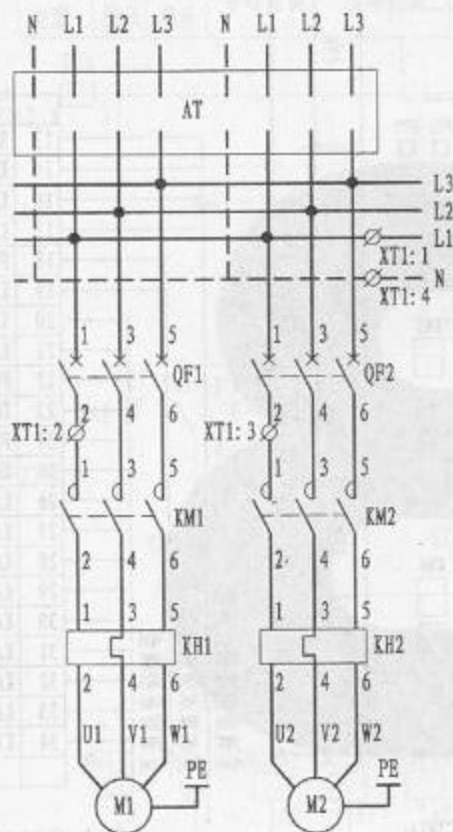 N L1 L2 L3 N L1 L2 L3
AT
L3
L2
L1
XT1: 1
N
XT1: 4
1 3 5 1 3 5
QF1 QF2
2 4 6 2 4 6
XT1: 2 XT1: 3
1 3 5 1 3 5
KM1 KM2
2 4 6 2 4 6
1 3 5 1 3 5
KH1 KH2
2 4 6 2 4 6
U1 V1 W1 U2 V2 W2
PE PE
M1 M2